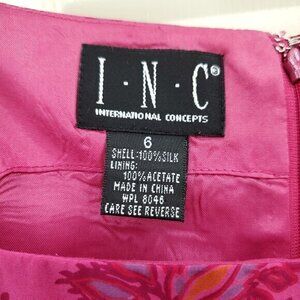 I·N·C®
INTERNATIONAL CONCEPTS
6
SHELL:100%SILK
LINING:
100%ACETATE
MADE IN CHINA
WPL 8046
CARE SEE REVERSE